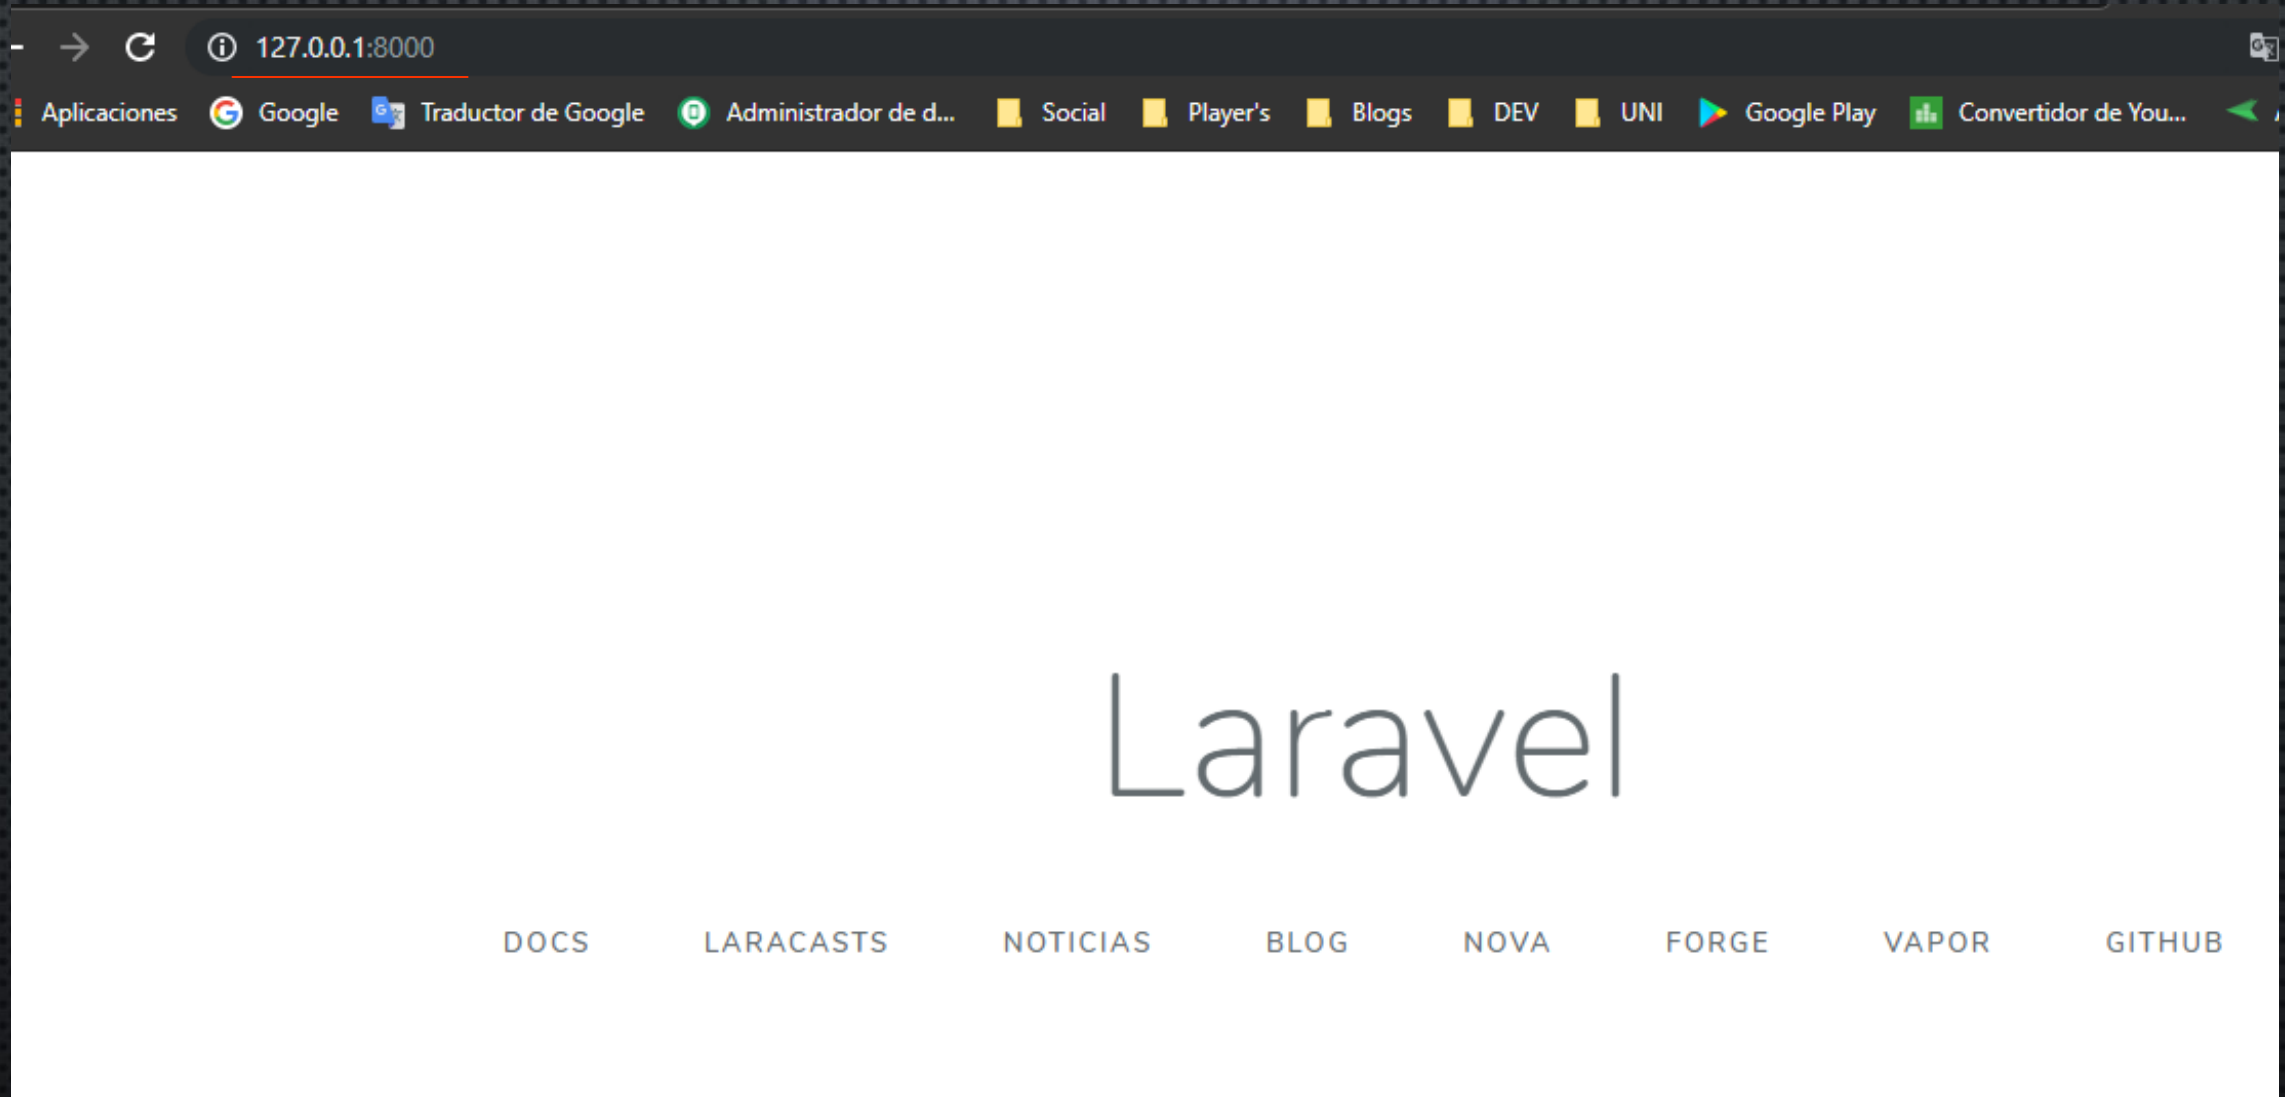 127.0.0.1:8000
Aplicaciones Google Traductor de Google Administrador de d... Social Player's Blogs DEV UNI Google Play Convertidor de You...
Laravel
DOCS LARACASTS NOTICIAS BLOG NOVA FORGE VAPOR GITHUB